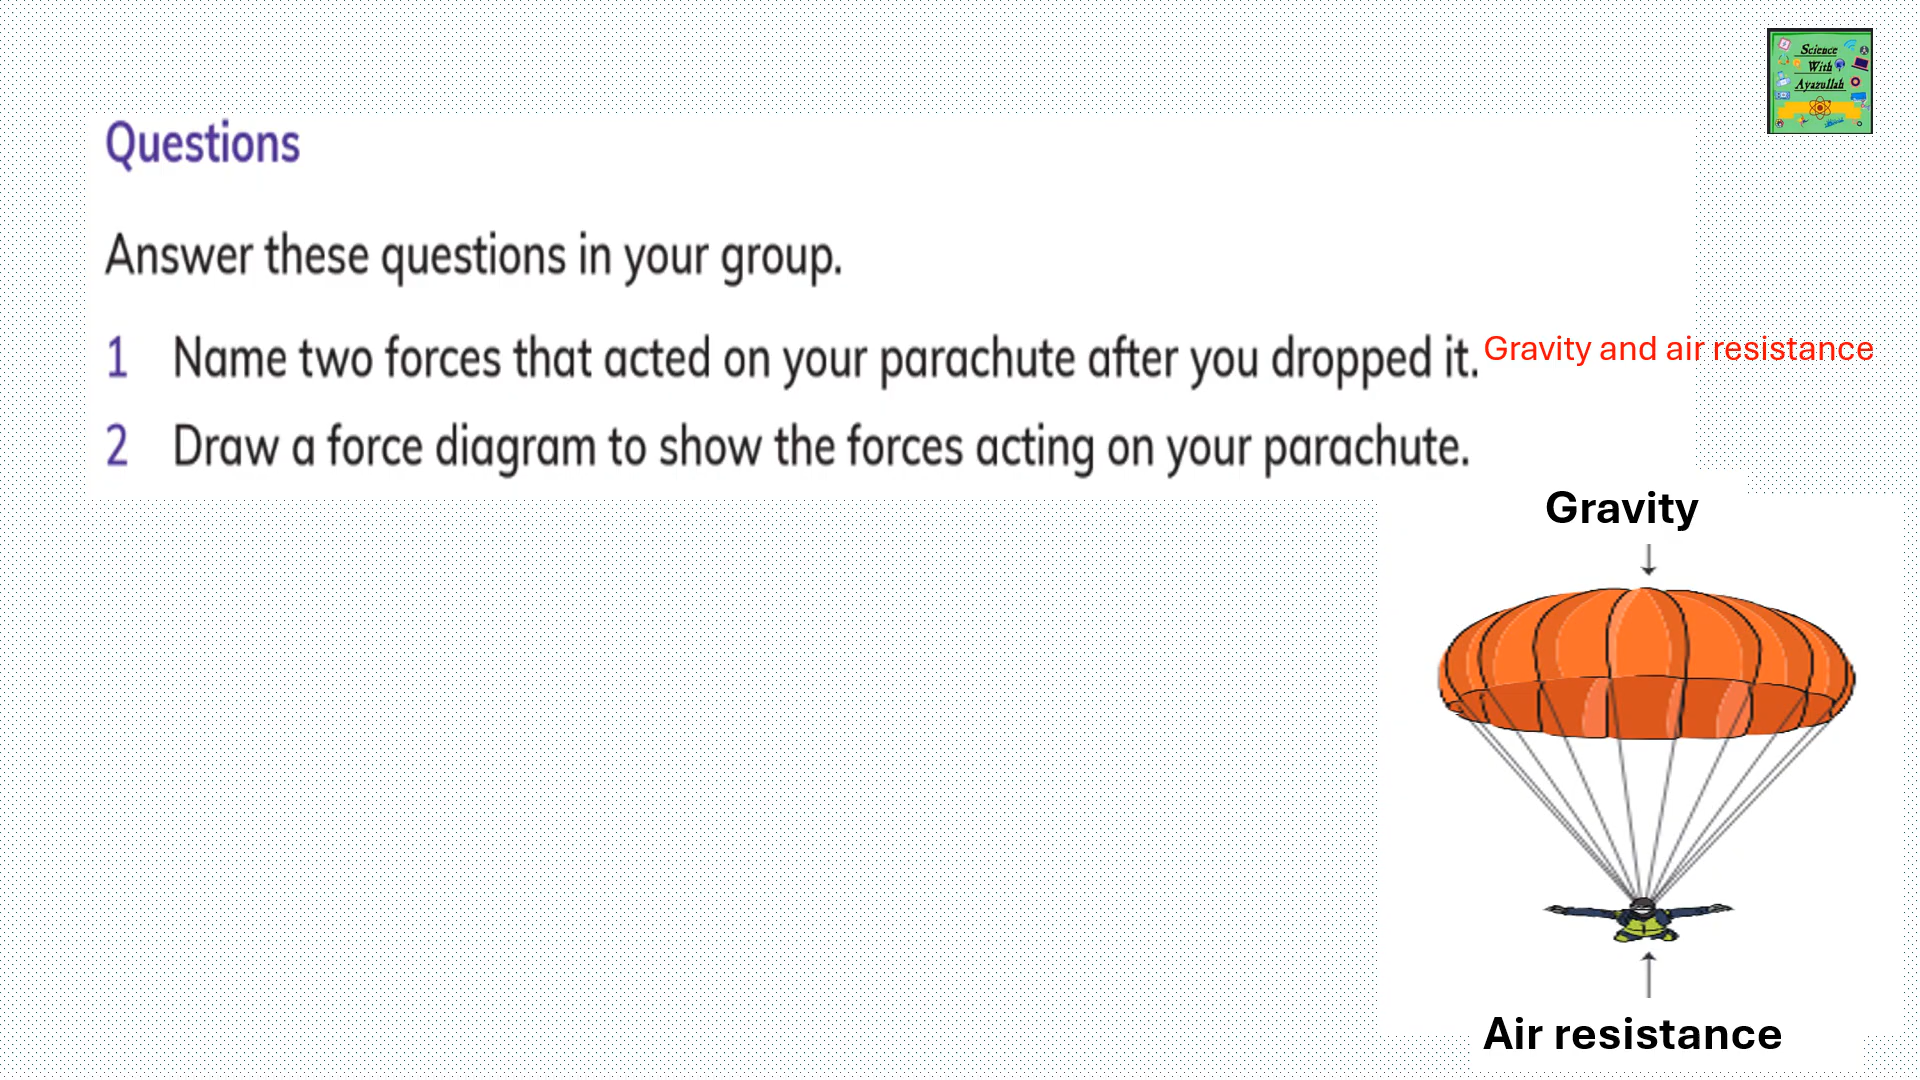 Science
With
Ayazullah
Questions
Answer these questions in your group.
1 Name two forces that acted on your parachute after you dropped it. Gravity and air resistance
2 Draw a force diagram to show the forces acting on your parachute.
Gravity
Air resistance